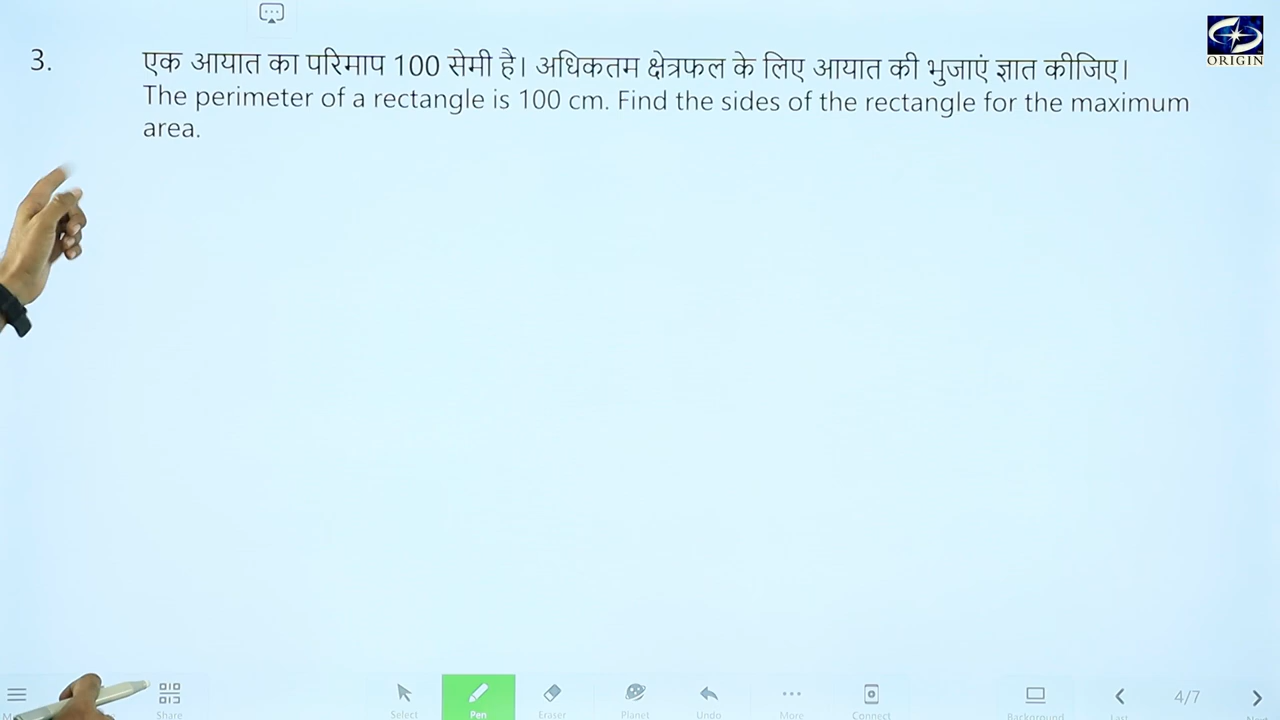 ORIGIN
3. एक आयात का परिमाप 100 सेमी है। अधिकतम क्षेत्रफल के लिए आयात की भुजाएं ज्ञात कीजिए।
The perimeter of a rectangle is 100 cm. Find the sides of the rectangle for the maximum
area.
Share Select Pen Eraser Planet Undo More Connect Background 4/7